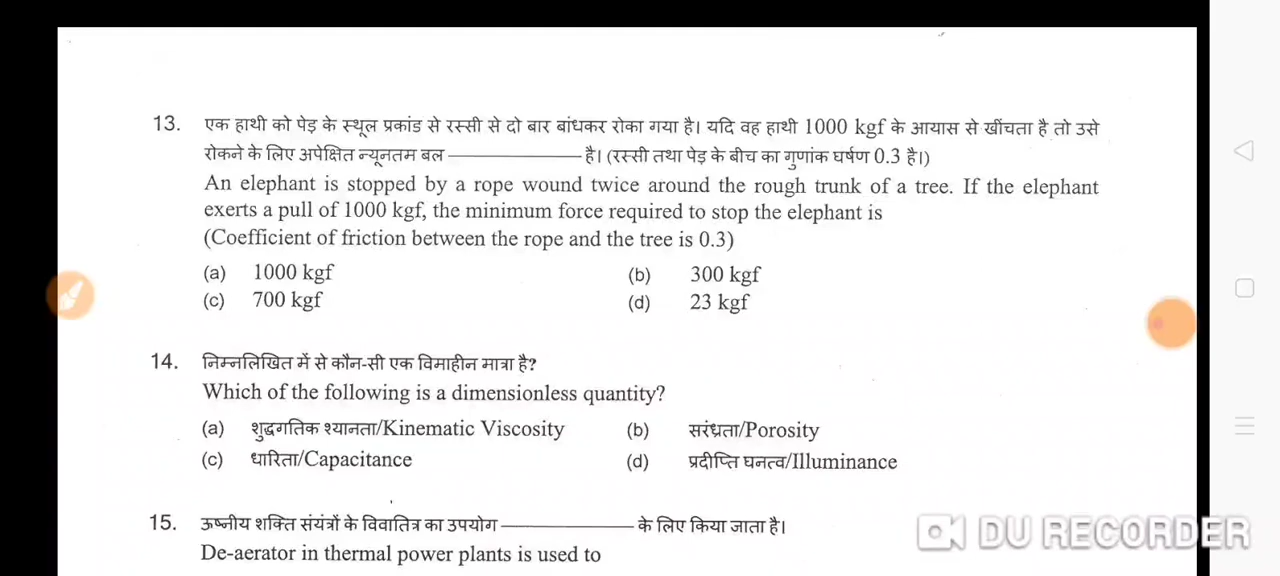 13. एक हाथी को पेड़ के स्थूल प्रकांड से रस्सी से दो बार बांधकर रोका गया है। यदि वह हाथी 1000 kgf के आयास से खींचता है तो उसे
रोकने के लिए अपेक्षित न्यूनतम बल ———————— है। (रस्सी तथा पेड़ के बीच का गुणांक घर्षण 0.3 है।)
An elephant is stopped by a rope wound twice around the rough trunk of a tree. If the elephant
exerts a pull of 1000 kgf, the minimum force required to stop the elephant is
(Coefficient of friction between the rope and the tree is 0.3)
(a) 1000 kgf (b) 300 kgf
(c) 700 kgf (d) 23 kgf
14. निम्नलिखित में से कौन-सी एक विमाहीन मात्रा है?
Which of the following is a dimensionless quantity?
(a) शुद्धगतिक श्यानता/Kinematic Viscosity (b) सरंध्रता/Porosity
(c) धारिता/Capacitance (d) प्रदीप्ति घनत्व/Illuminance
15. ऊष्नीय शक्ति संयंत्रों के विवातित्र का उपयोग ———————— के लिए किया जाता है।
De-aerator in thermal power plants is used to
DU RECORDER